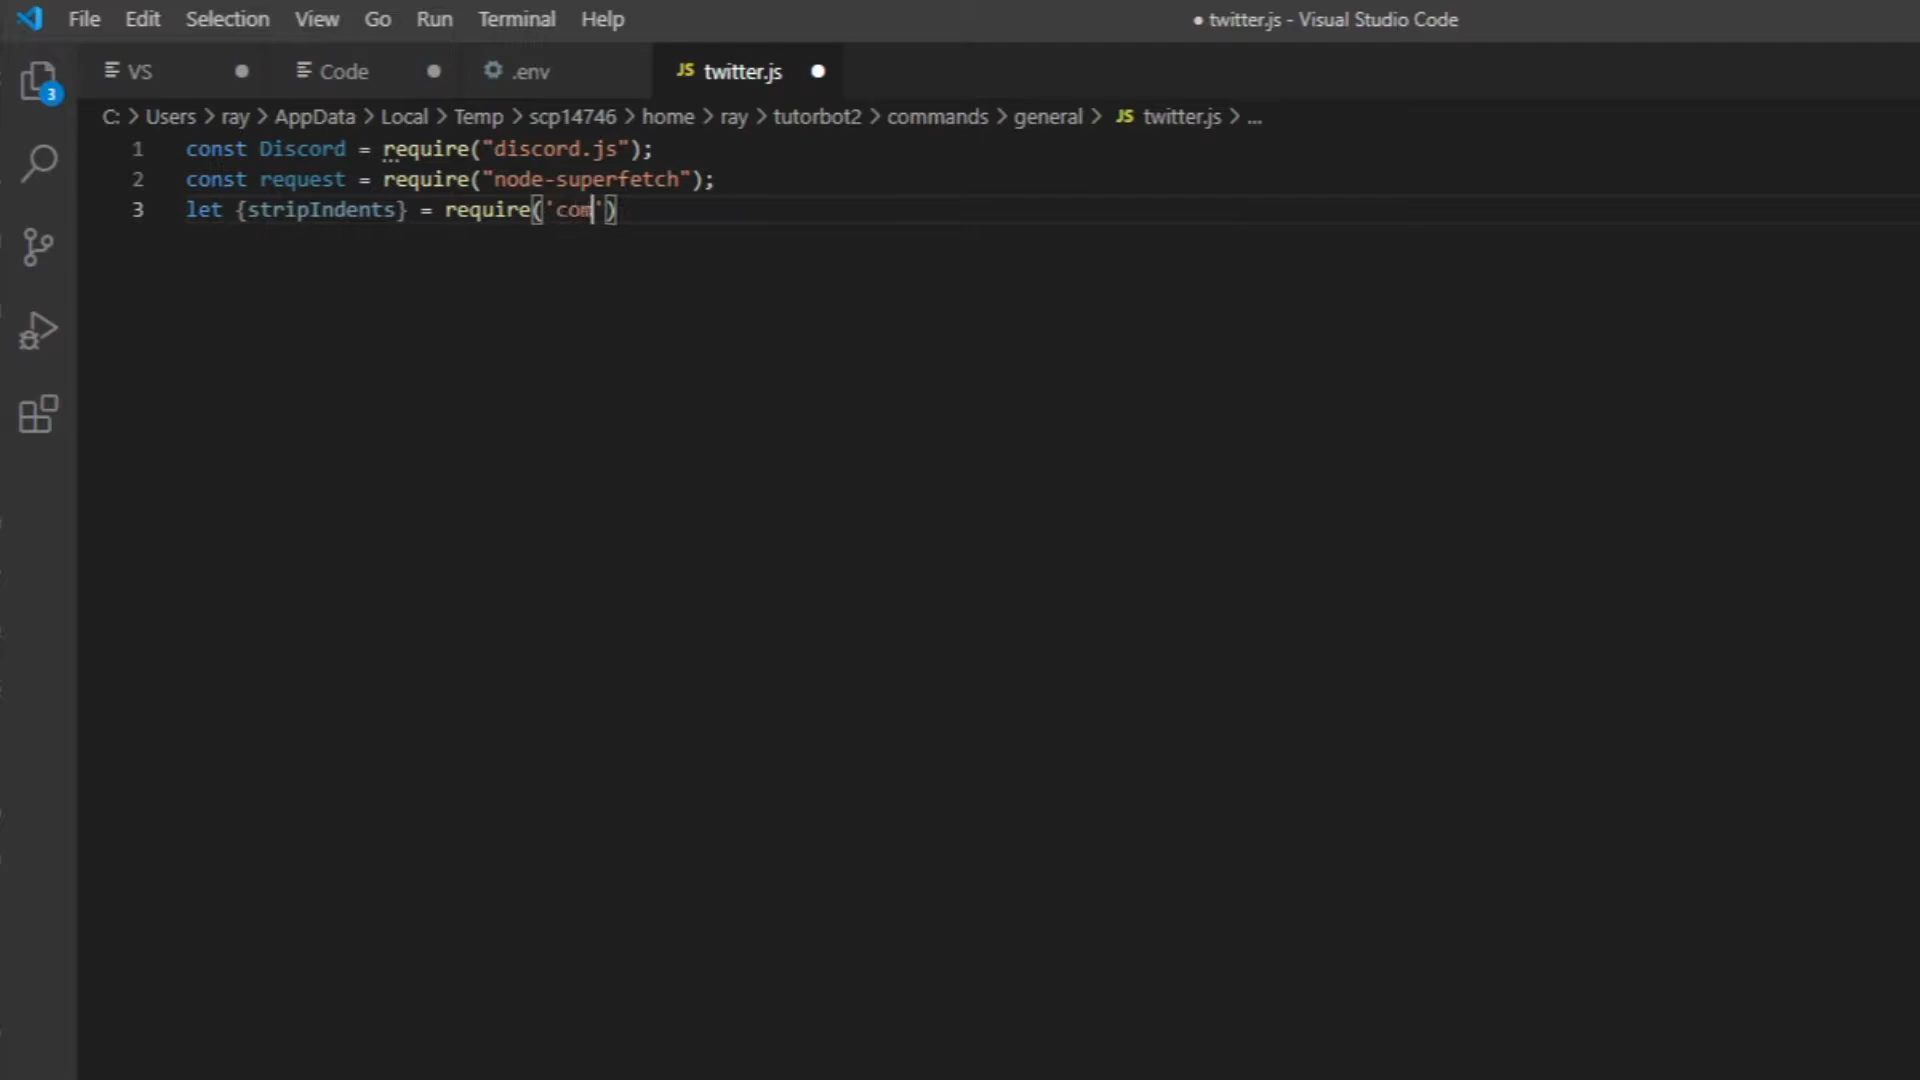 File Edit Selection View Go Run Terminal Help ● twitter.js - Visual Studio Code
VS ● Code ● .env JS twitter.js ●
3
C: > Users > ray > AppData > Local > Temp > scp14746 > home > ray > tutorbot2 > commands > general > JS twitter.js > ...
1 const Discord = require("discord.js");
2 const request = require("node-superfetch");
3 let {stripIndents} = require('com')